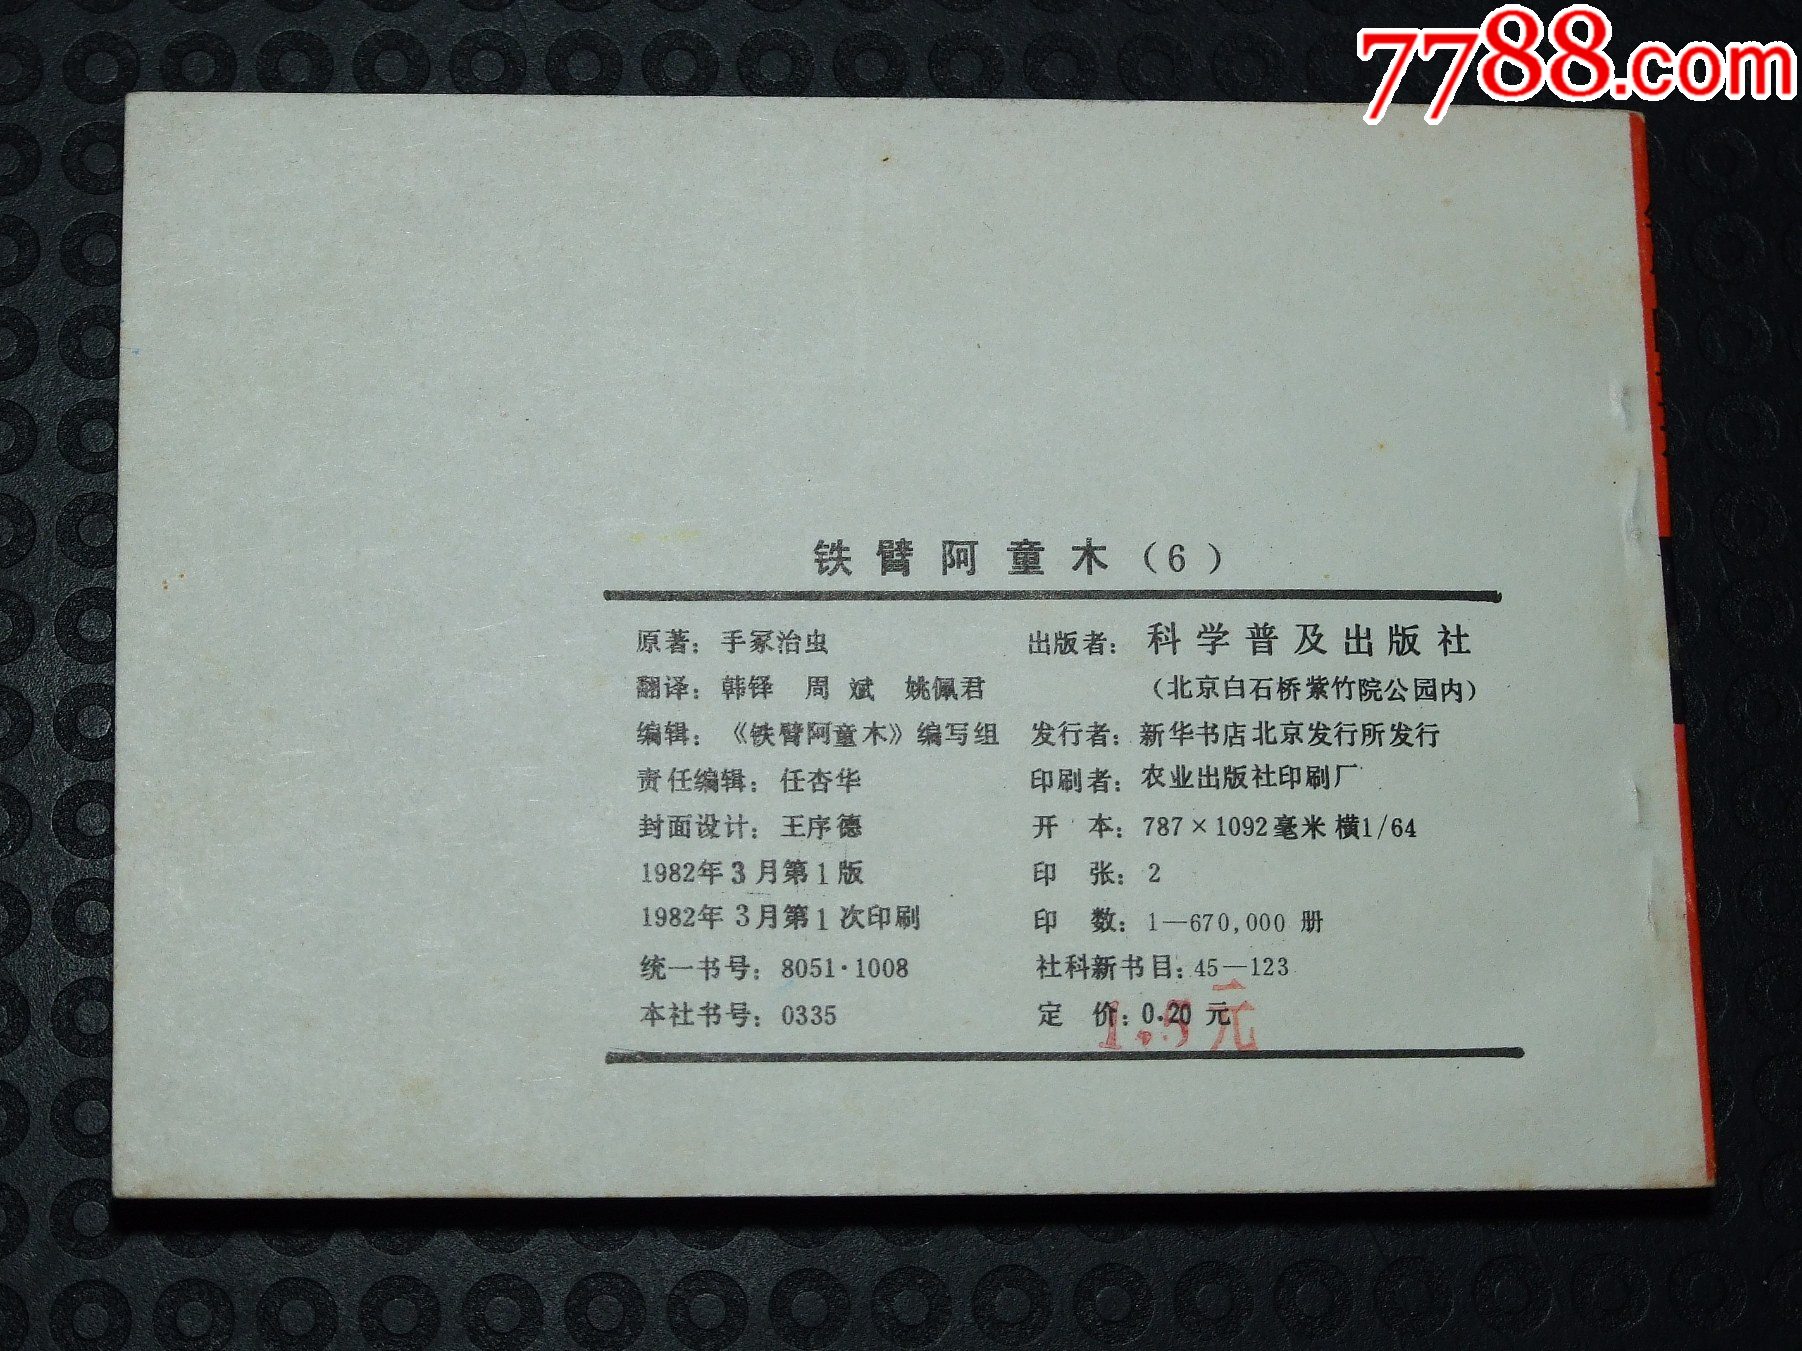 7788.com
铁臂阿童木（6）
原著：手冢治虫
翻译：韩铎 周斌 姚佩君
编辑：《铁臂阿童木》编写组
责任编辑：任杏华
封面设计：王序德
1982年3月第1版
1982年3月第1次印刷
统一书号：8051·1008
本社书号：0335
出版者：科学普及出版社
（北京白石桥紫竹院公园内）
发行者：新华书店北京发行所发行
印刷者：农业出版社印刷厂
开 本：787×1092毫米 横1/64
印 张：2
印 数：1—670,000 册
社科新书目：45—123
定 价：0.20 元
1.5元